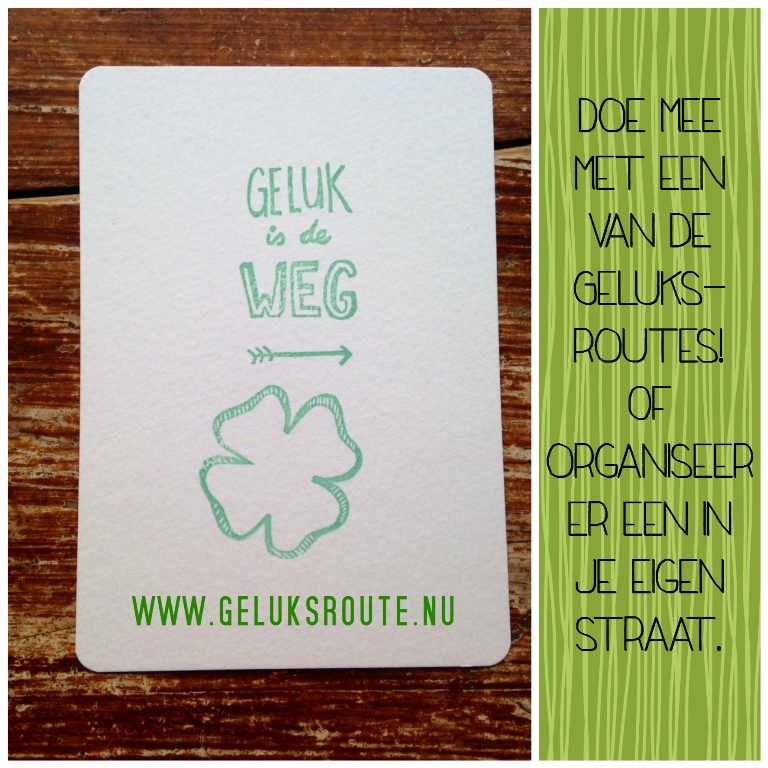 GELUK
is de
WEG
WWW.GELUKSROUTE.NU
DOE MEE
MET EEN
VAN DE
GELUKS-
ROUTES!
OF
ORGANISEER
ER EEN IN
JE EIGEN
STRAAT.